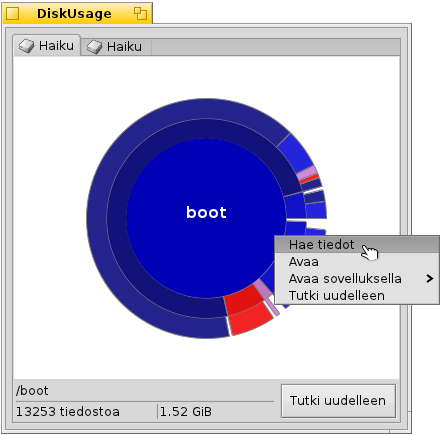 DiskUsage
Haiku
Haiku
boot
Hae tiedot
Avaa
Avaa sovelluksella
Tutki uudelleen
/boot
13253 tiedostoa
1.52 GiB
Tutki uudelleen